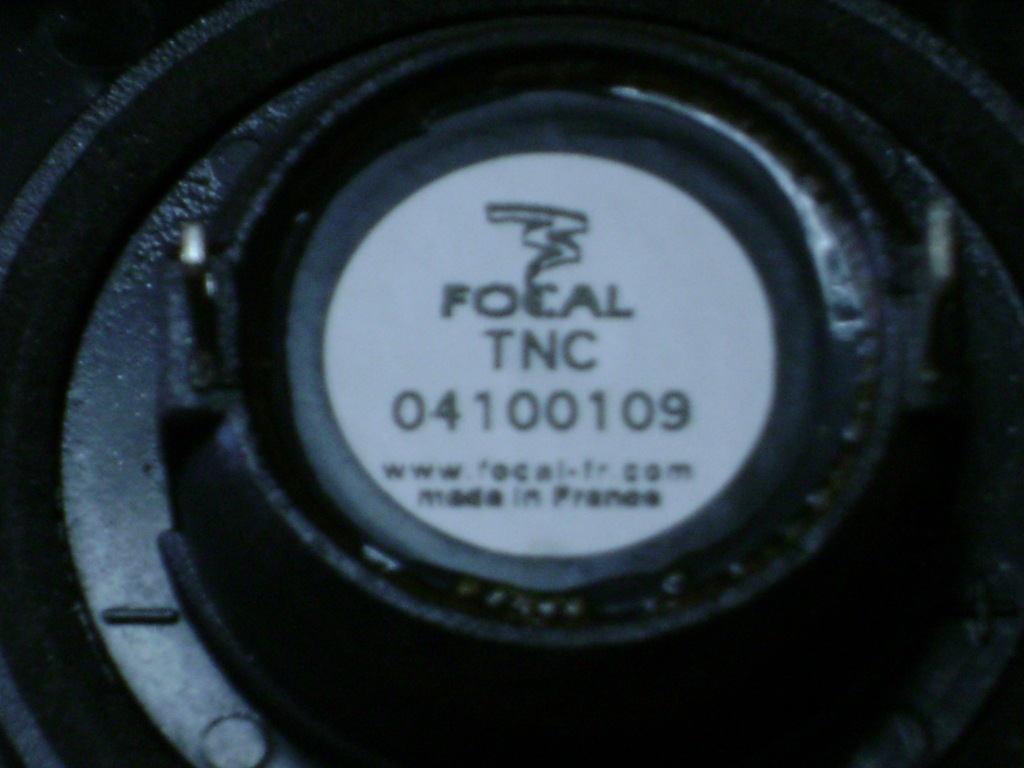 FOCAL
TNC
04100109
www.focal-fr.com
made in France